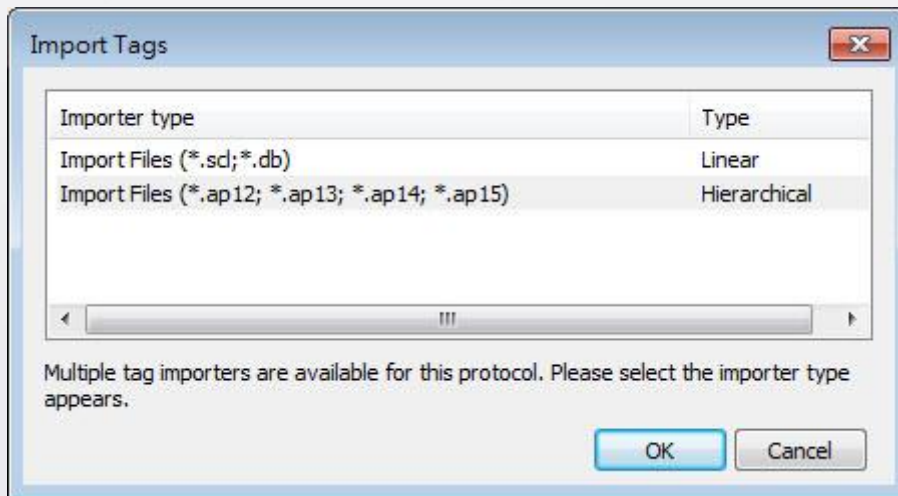 Import Tags
Importer type Type
Import Files (*.scl;*.db) Linear
Import Files (*.ap12; *.ap13; *.ap14; *.ap15) Hierarchical
Multiple tag importers are available for this protocol. Please select the importer type
appears.
OK Cancel